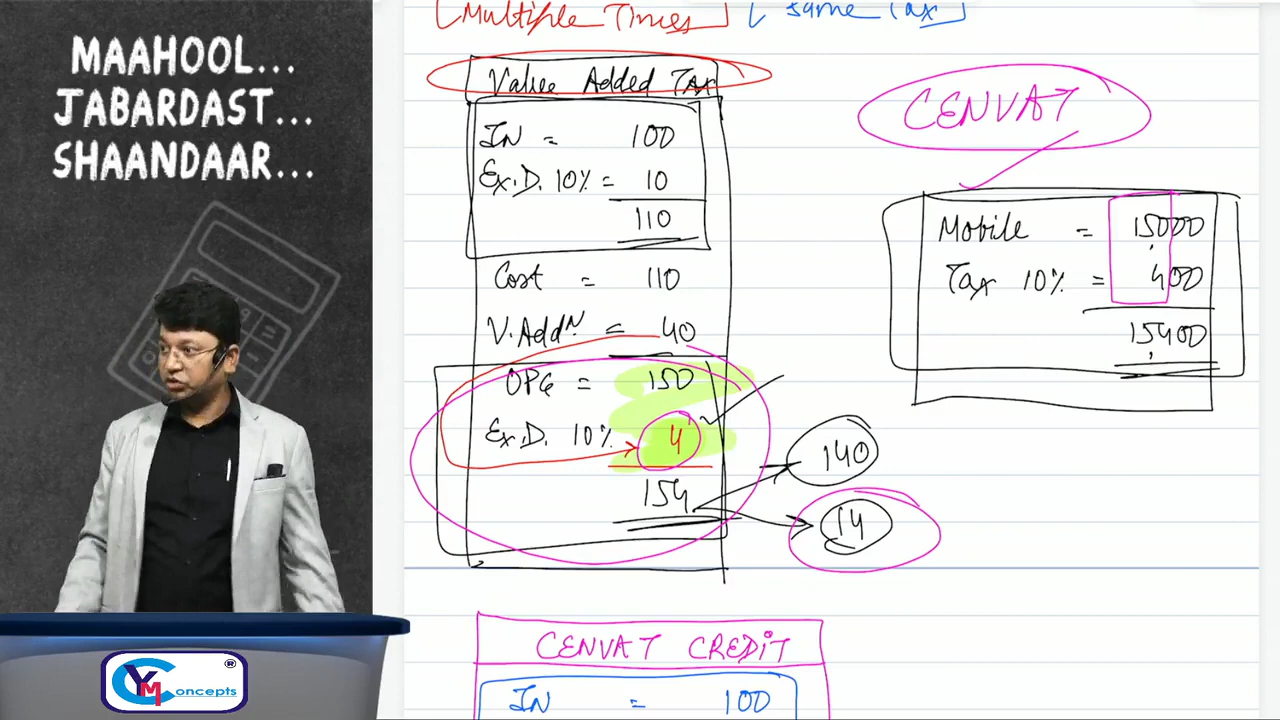 MAAHOOL...
JABARDAST...
SHAANDAAR...
[Multiple Times] [Same Tax]
Value Added Tax
IN = 100
Ex.D. 10% = 10
110
Cost = 110
V.Addⁿ = 40
OPG = 150
Ex.D. 10% 4
154
140
14
CENVAT
Mobile = 15000
Tax 10% = 400
15400
CENVAT CREDIT
IN = 100
YM Concepts ®